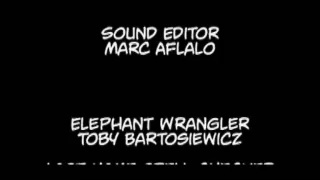 SOUND EDITOR
MARC AFLALO
ELEPHANT WRANGLER
TOBY BARTOSIEWICZ